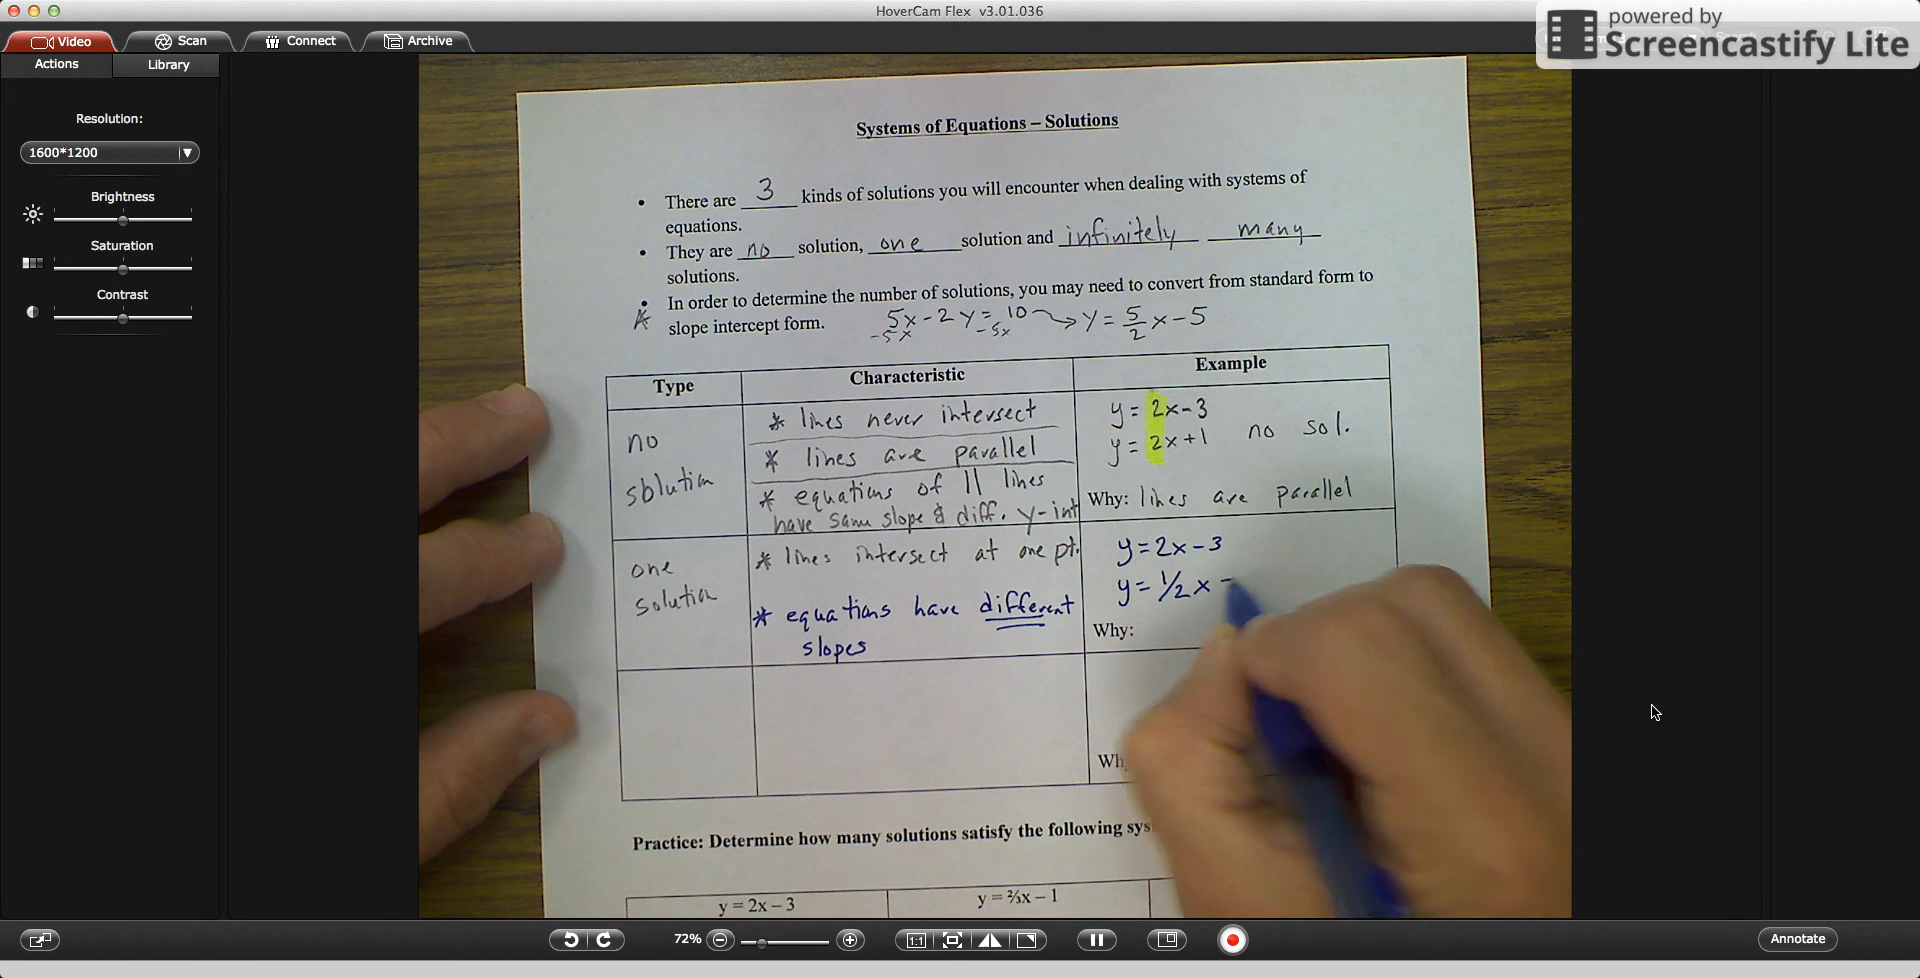 HoverCam Flex v3.01.036
powered by
Screencastify Lite
Video
Scan
Connect
Archive
Actions
Library
Resolution:
1600*1200
Brightness
Saturation
Contrast
Systems of Equations – Solutions
• There are 3 kinds of solutions you will encounter when dealing with systems of
equations.
• They are no solution, one solution and infinitely many
solutions.
• In order to determine the number of solutions, you may need to convert from standard form to
slope intercept form. 5x - 2y = 10 → y = 5/2 x - 5
-5x -5x
Type Characteristic Example
no
solution
* lines never intersect
* lines are parallel
* equations of || lines
have same slope & diff. y-int
y = 2x - 3
y = 2x + 1 no sol.
Why: lines are parallel
one
solution
* lines intersect at one pt.
* equations have different
slopes
y = 2x - 3
y = 1/2 x -
Why:
Practice: Determine how many solutions satisfy the following
y = 2x – 3
y = ⅔x – 1
72%
1:1
Annotate